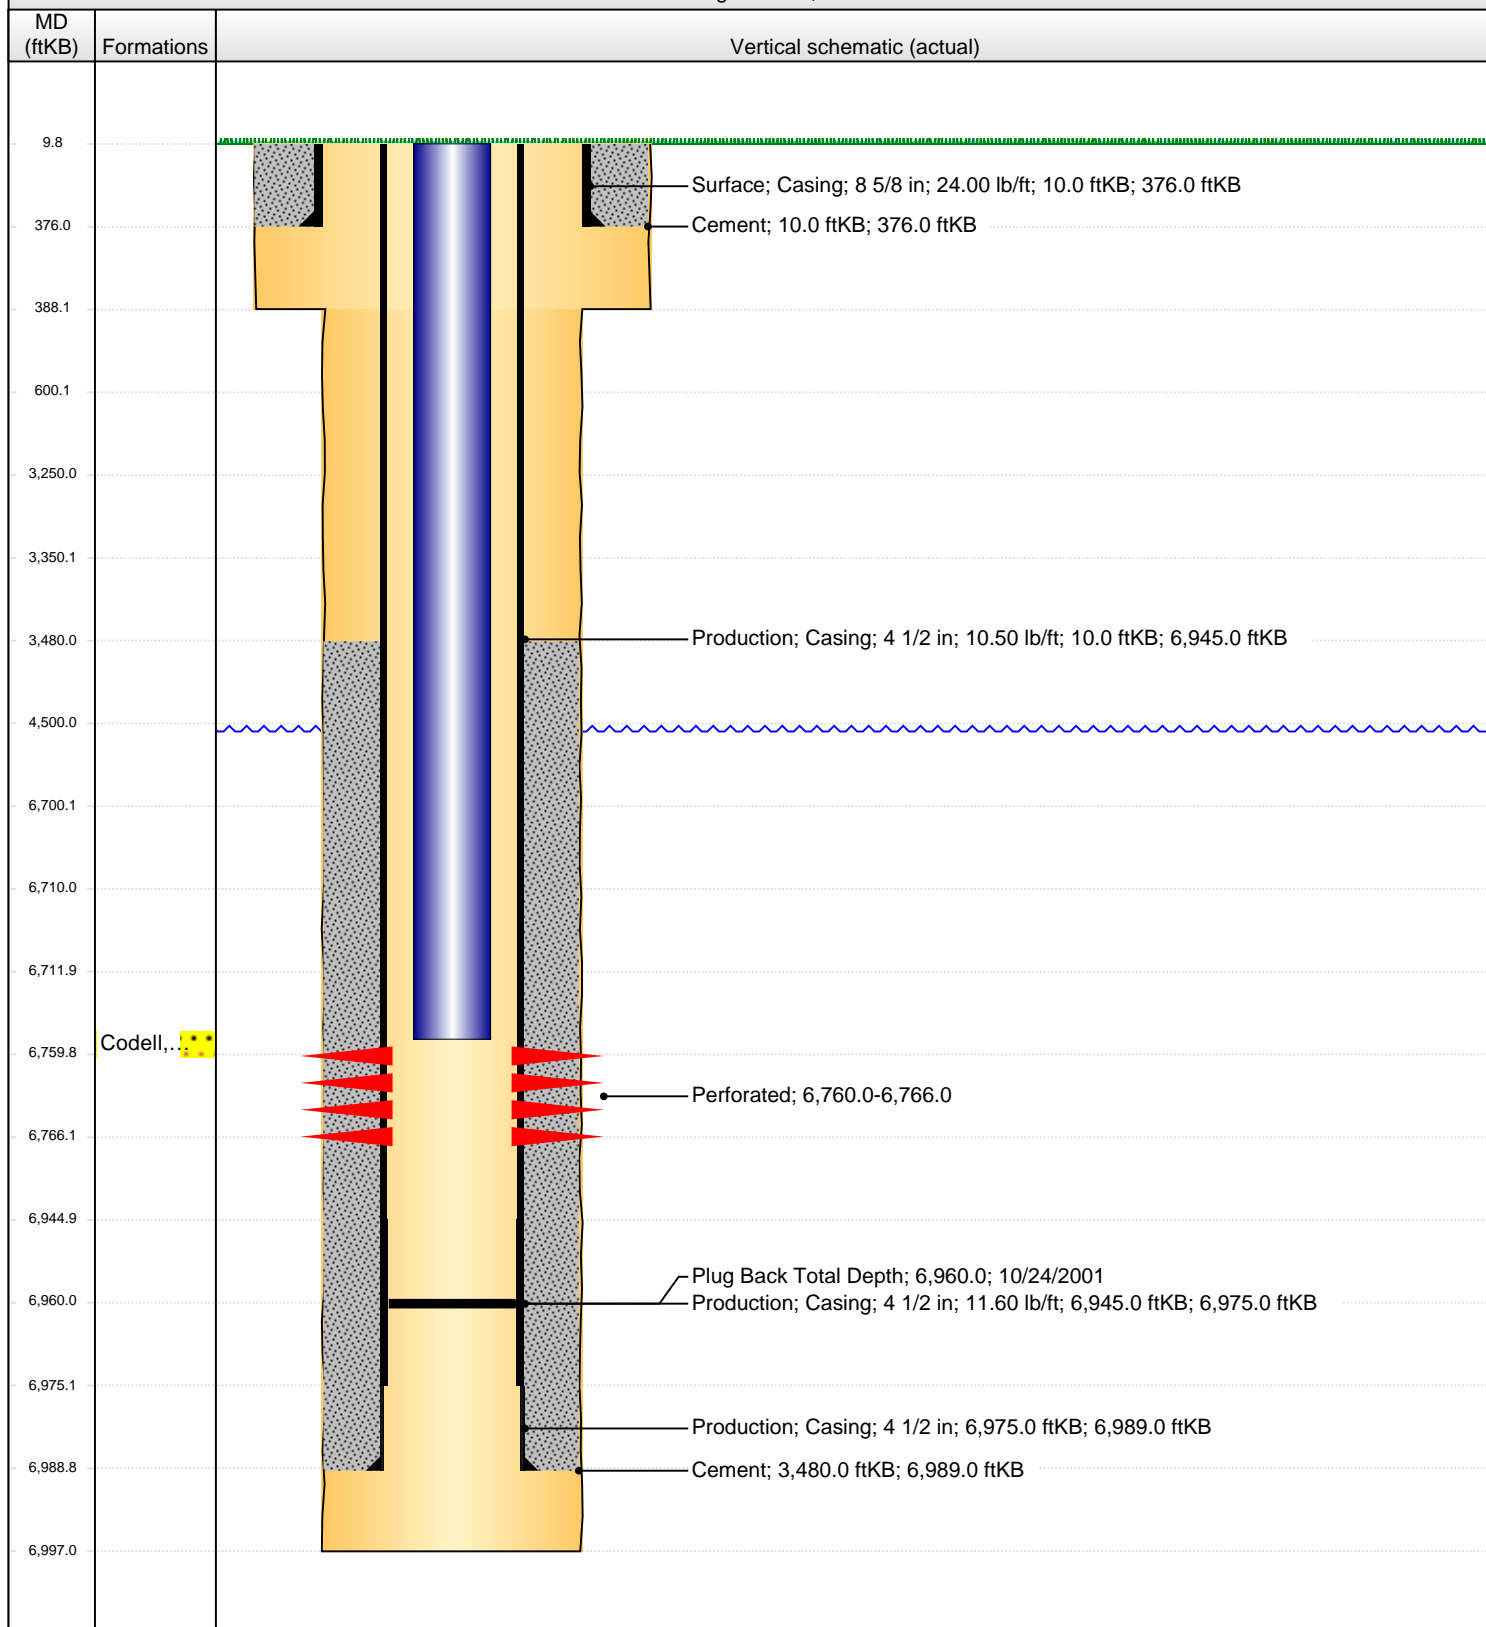 MD
(ftKB)
Formations
Vertical schematic (actual)
9.8
Surface; Casing; 8 5/8 in; 24.00 lb/ft; 10.0 ftKB; 376.0 ftKB
376.0
Cement; 10.0 ftKB; 376.0 ftKB
388.1
600.1
3,250.0
3,350.1
3,480.0
Production; Casing; 4 1/2 in; 10.50 lb/ft; 10.0 ftKB; 6,945.0 ftKB
4,500.0
6,700.1
6,710.0
6,711.9
Codell,...
6,759.8
Perforated; 6,760.0-6,766.0
6,766.1
6,944.9
Plug Back Total Depth; 6,960.0; 10/24/2001
6,960.0
Production; Casing; 4 1/2 in; 11.60 lb/ft; 6,945.0 ftKB; 6,975.0 ftKB
6,975.1
Production; Casing; 4 1/2 in; 6,975.0 ftKB; 6,989.0 ftKB
6,988.8
Cement; 3,480.0 ftKB; 6,989.0 ftKB
6,997.0